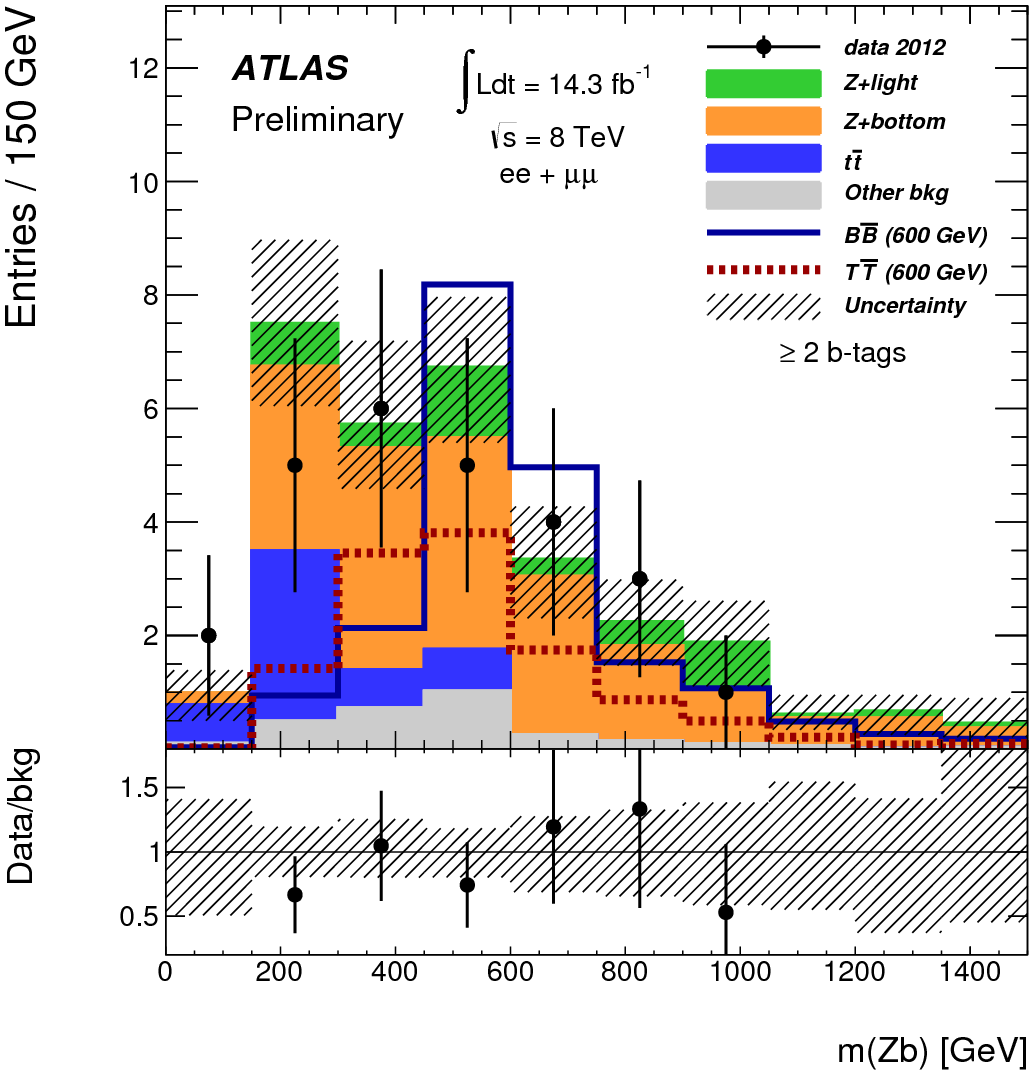 Entries / 150 GeV
12
10
8
6
4
2
ATLAS
Preliminary
∫Ldt = 14.3 fb⁻¹
√s = 8 TeV
ee + μμ
data 2012
Z+light
Z+bottom
tt̅
Other bkg
BB̅ (600 GeV)
TT̅ (600 GeV)
Uncertainty
≥ 2 b-tags
Data/bkg
1.5
1
0.5
0 200 400 600 800 1000 1200 1400
m(Zb) [GeV]